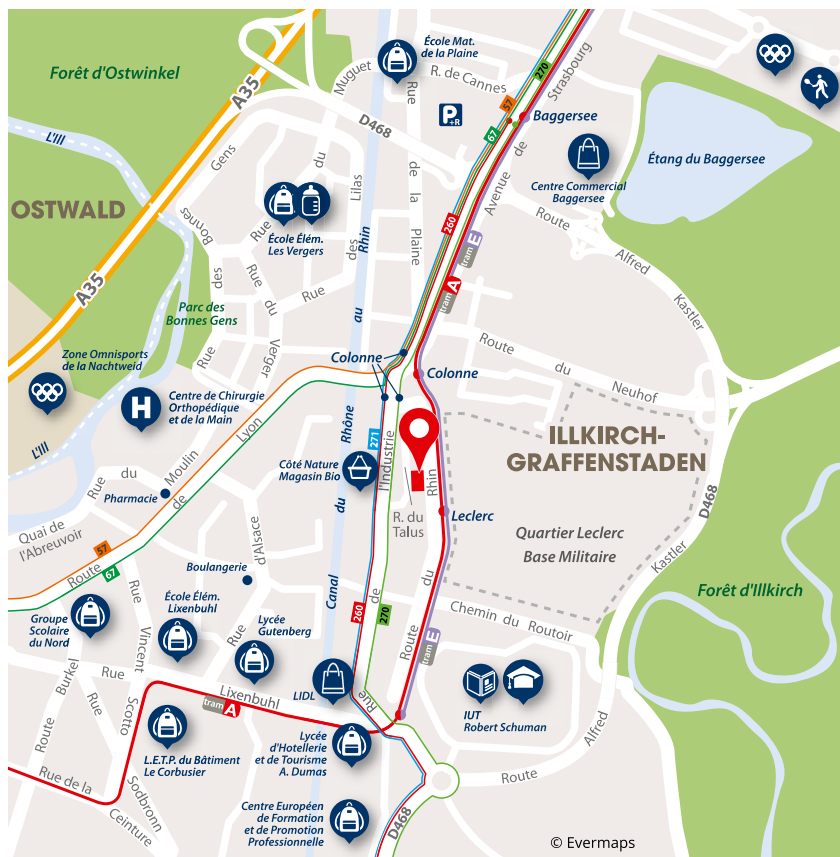 Forêt d'Ostwinkel
A35
L'Ill
OSTWALD
A35
Muguet
du
École Mat.
de la Plaine
R. de Cannes
Rue
de
la
Plaine
P+R
D468
Gens
Bonnes
des
Rue
Lilas
des
Rue
Rue
École Élém.
Les Vergers
du
Verger
Rhin
au
Rhône
du
Canal
57
67
270
Strasbourg
de
Avenue
Baggersee
Centre Commercial
Baggersee
Étang du Baggersee
260
tram E
tram A
Route
Alfred
Kastler
Parc des
Bonnes Gens
Zone Omnisports
de la Nachtweid
L'Ill
H
Centre de Chirurgie
Orthopédique
et de la Main
Colonne
Colonne
Route
du
Neuhof
ILLKIRCH-
GRAFFENSTADEN
D468
Kastler
Lyon
de
Route
Rue
du
Moulin
Pharmacie
Quai de
l'Abreuvoir
57
67
271
l'Industrie
de
Rue
Côté Nature
Magasin Bio
R. du
Talus
Rhin
du
Route
Leclerc
Quartier Leclerc
Base Militaire
Forêt d'Illkirch
d'Alsace
Rue
Boulangerie
260
270
Chemin du Routoir
tram E
Groupe
Scolaire
du Nord
École Élém.
Lixenbuhl
Lycée
Gutenberg
Rue
Vincent
Scotto
Rue
Lixenbuhl
tram A
LIDL
IUT
Robert Schuman
Alfred
Route
Burkel
Route
Rue
Sodbronn
L.E.T.P. du Bâtiment
Le Corbusier
Lycée
d'Hotellerie
et de Tourisme
A. Dumas
Rue de la
Ceinture
Centre Européen
de Formation
et de Promotion
Professionnelle
D468
© Evermaps